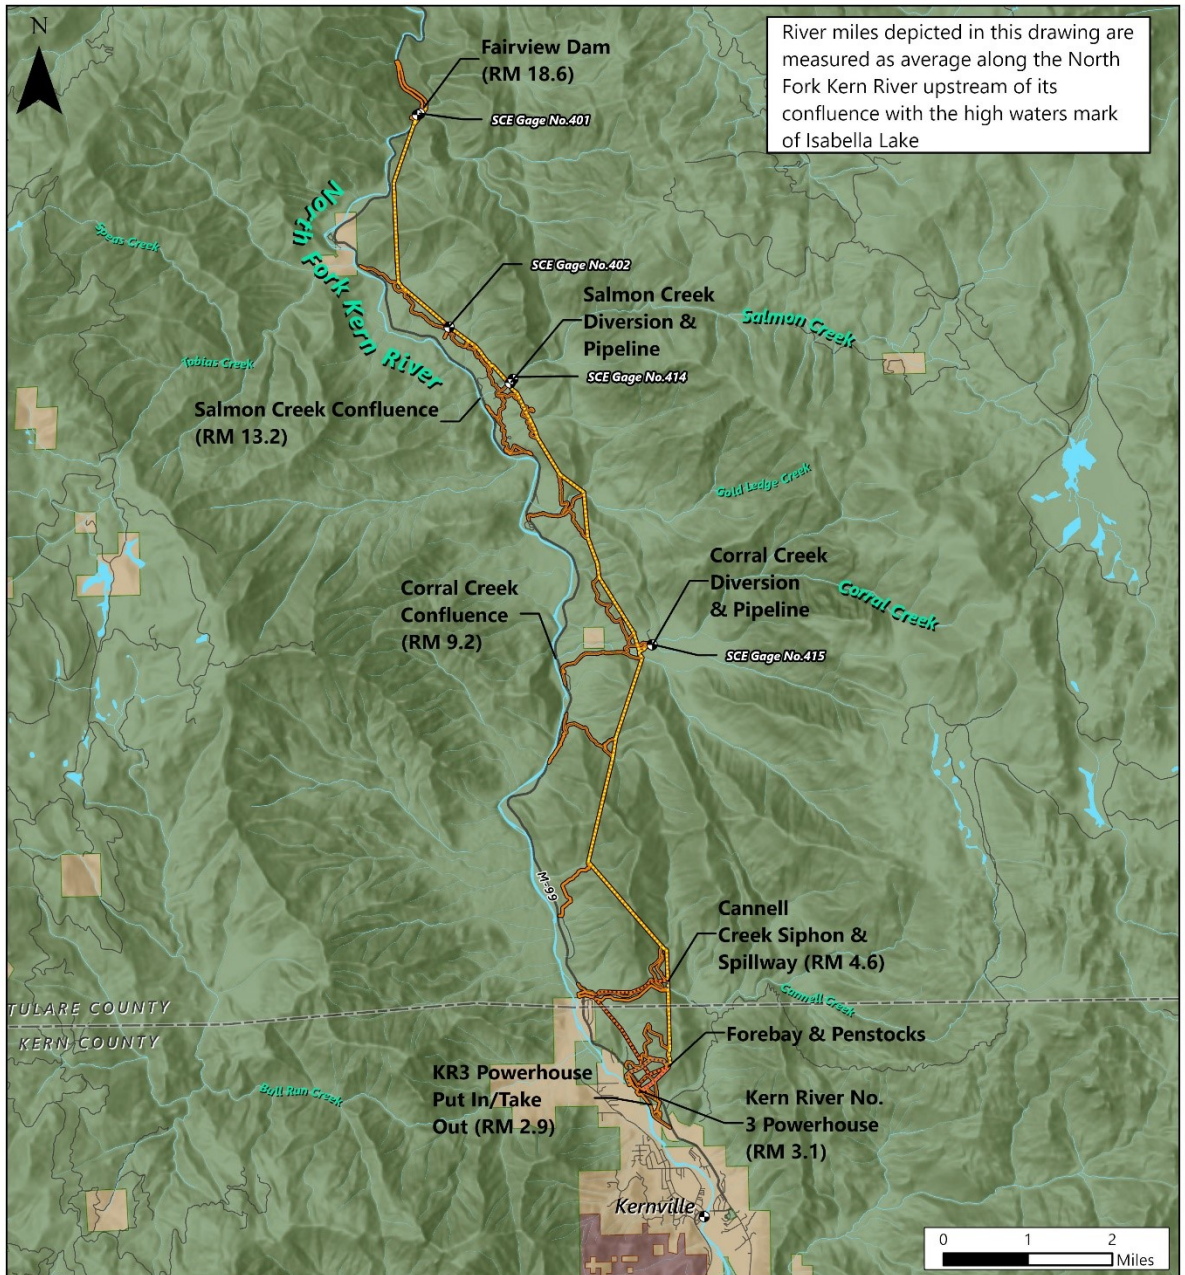 N
River miles depicted in this drawing are
measured as average along the North
Fork Kern River upstream of its
confluence with the high waters mark
of Isabella Lake
Fairview Dam
(RM 18.6)
SCE Gage No.401
North Fork Kern River
Speas Creek
SCE Gage No.402
Salmon Creek
Diversion &
Pipeline
Salmon Creek
Tobias Creek
SCE Gage No.414
Salmon Creek Confluence
(RM 13.2)
Gold Ledge Creek
Corral Creek
Diversion
& Pipeline
Corral Creek
Confluence
(RM 9.2)
Corral Creek
SCE Gage No.415
M-99
Cannell
Creek Siphon &
Spillway (RM 4.6)
Cannell Creek
TULARE COUNTY
KERN COUNTY
Forebay & Penstocks
Bull Run Creek
KR3 Powerhouse
Put In/Take
Out (RM 2.9)
Kern River No.
3 Powerhouse
(RM 3.1)
Kernville
0 1 2
Miles